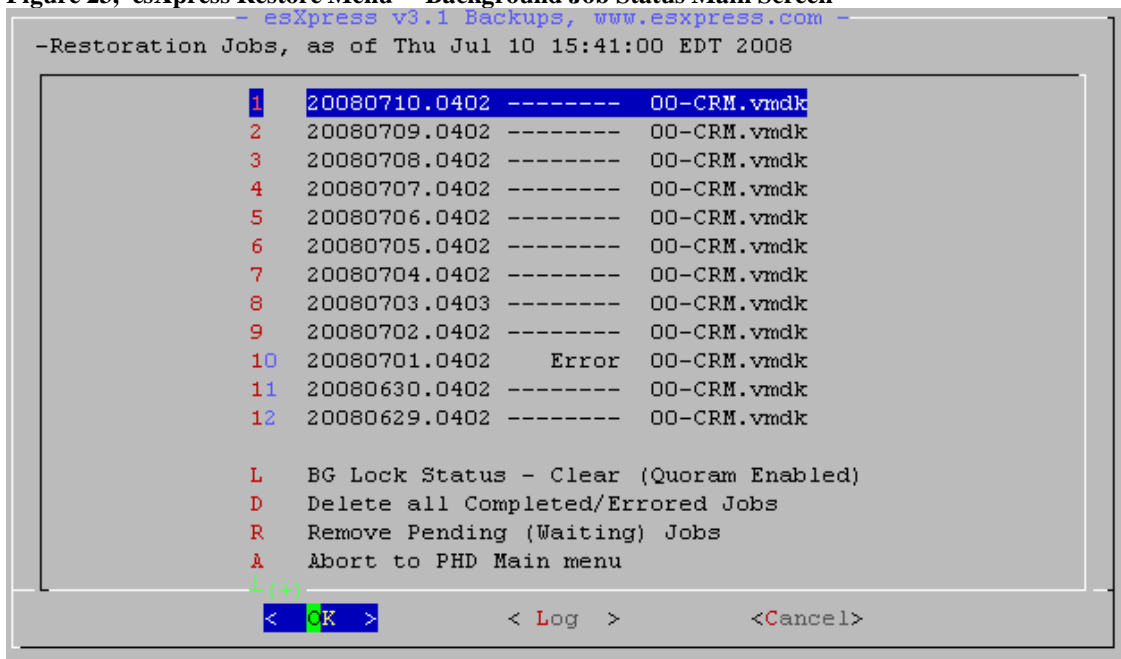 Figure 23, esXpress Restore Menu – Background Job Status Main Screen
– esXpress v3.1 Backups, www.esxpress.com –
-Restoration Jobs, as of Thu Jul 10 15:41:00 EDT 2008
1 20080710.0402 -------- 00-CRM.vmdk
2 20080709.0402 -------- 00-CRM.vmdk
3 20080708.0402 -------- 00-CRM.vmdk
4 20080707.0402 -------- 00-CRM.vmdk
5 20080706.0402 -------- 00-CRM.vmdk
6 20080705.0402 -------- 00-CRM.vmdk
7 20080704.0402 -------- 00-CRM.vmdk
8 20080703.0403 -------- 00-CRM.vmdk
9 20080702.0402 -------- 00-CRM.vmdk
10 20080701.0402 Error 00-CRM.vmdk
11 20080630.0402 -------- 00-CRM.vmdk
12 20080629.0402 -------- 00-CRM.vmdk
L BG Lock Status - Clear (Quoram Enabled)
D Delete all Completed/Errored Jobs
R Remove Pending (Waiting) Jobs
A Abort to PHD Main menu
(+)
< OK > < Log > <Cancel>